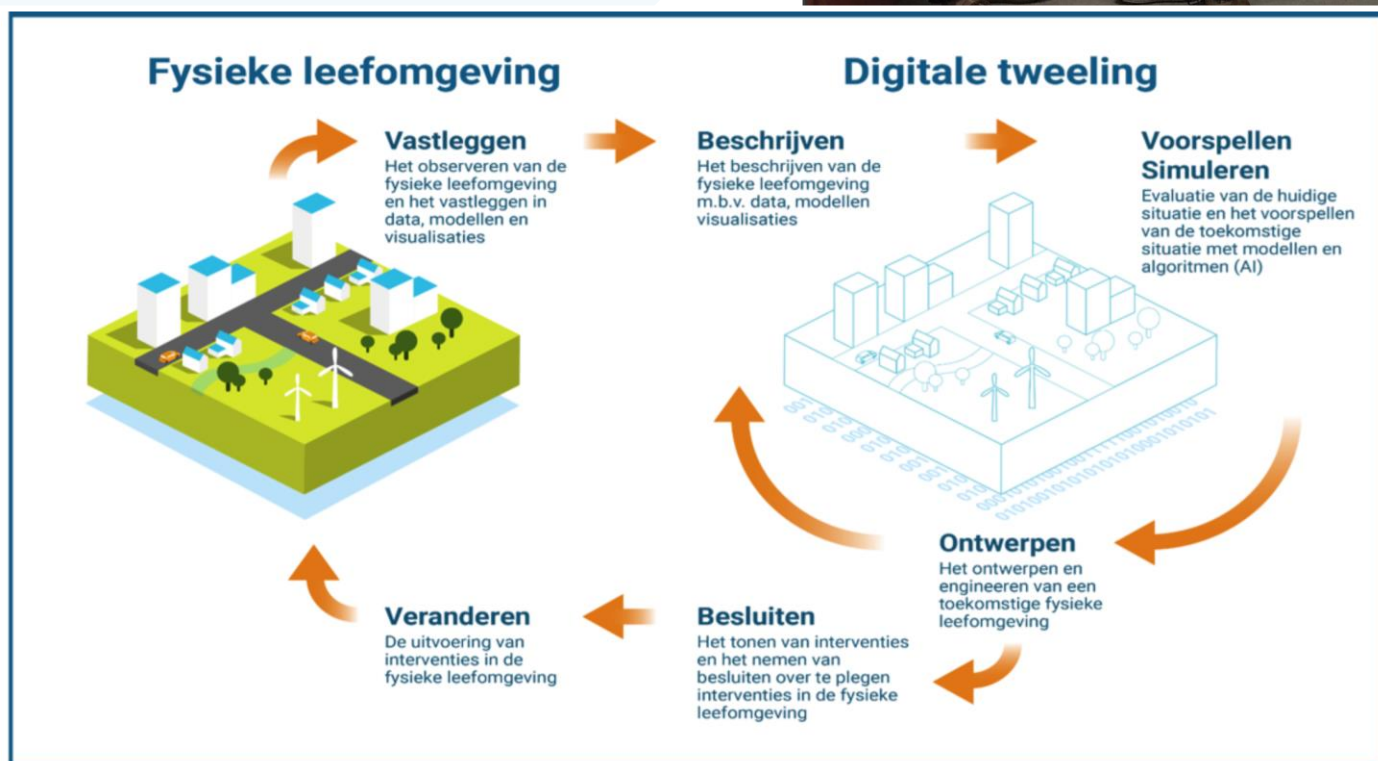 Fysieke leefomgeving
Digitale tweeling
Vastleggen
Het observeren van de
fysieke leefomgeving
en het vastleggen in
data, modellen en
visualisaties
Beschrijven
Het beschrijven van de
fysieke leefomgeving
m.b.v. data, modellen
visualisaties
Voorspellen
Simuleren
Evaluatie van de huidige
situatie en het voorspellen
van de toekomstige
situatie met modellen en
algoritmen (AI)
Ontwerpen
Het ontwerpen en
engineeren van een
toekomstige fysieke
leefomgeving
Besluiten
Het tonen van interventies
en het nemen van
besluiten over te plegen
interventies in de fysieke
leefomgeving
Veranderen
De uitvoering van
interventies in de
fysieke leefomgeving